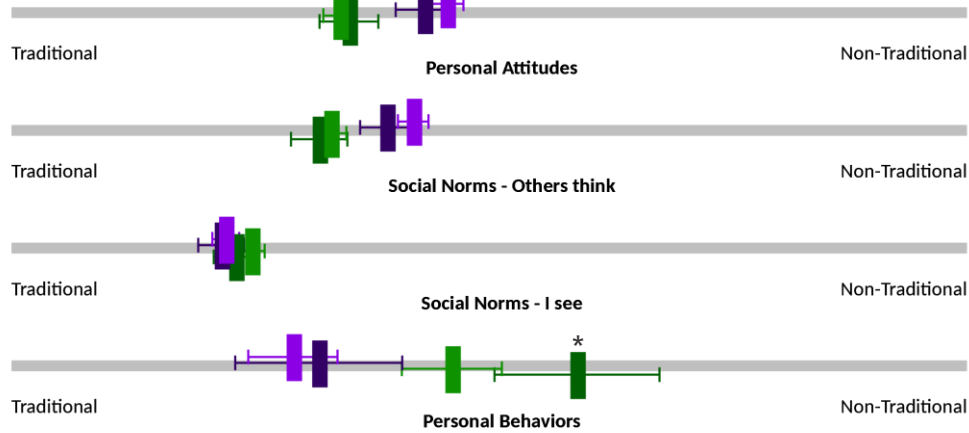 Traditional Non-Traditional
Personal Attitudes
Traditional Non-Traditional
Social Norms - Others think
Traditional Non-Traditional
Social Norms - I see
*
Traditional Non-Traditional
Personal Behaviors